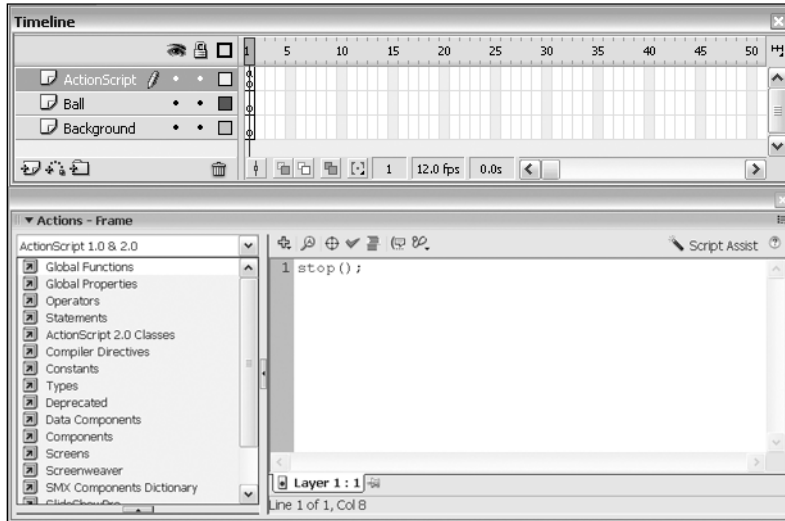 Timeline
1 5 10 15 20 25 30 35 40 45 50
ActionScript
Ball
Background
1 12.0 fps 0.0s
Actions - Frame
ActionScript 1.0 & 2.0
Script Assist
Global Functions
Global Properties
Operators
Statements
ActionScript 2.0 Classes
Compiler Directives
Constants
Types
Deprecated
Data Components
Components
Screens
Screenweaver
SMX Components Dictionary
SlideShowPro
1 stop();
Layer 1 : 1
Line 1 of 1, Col 8